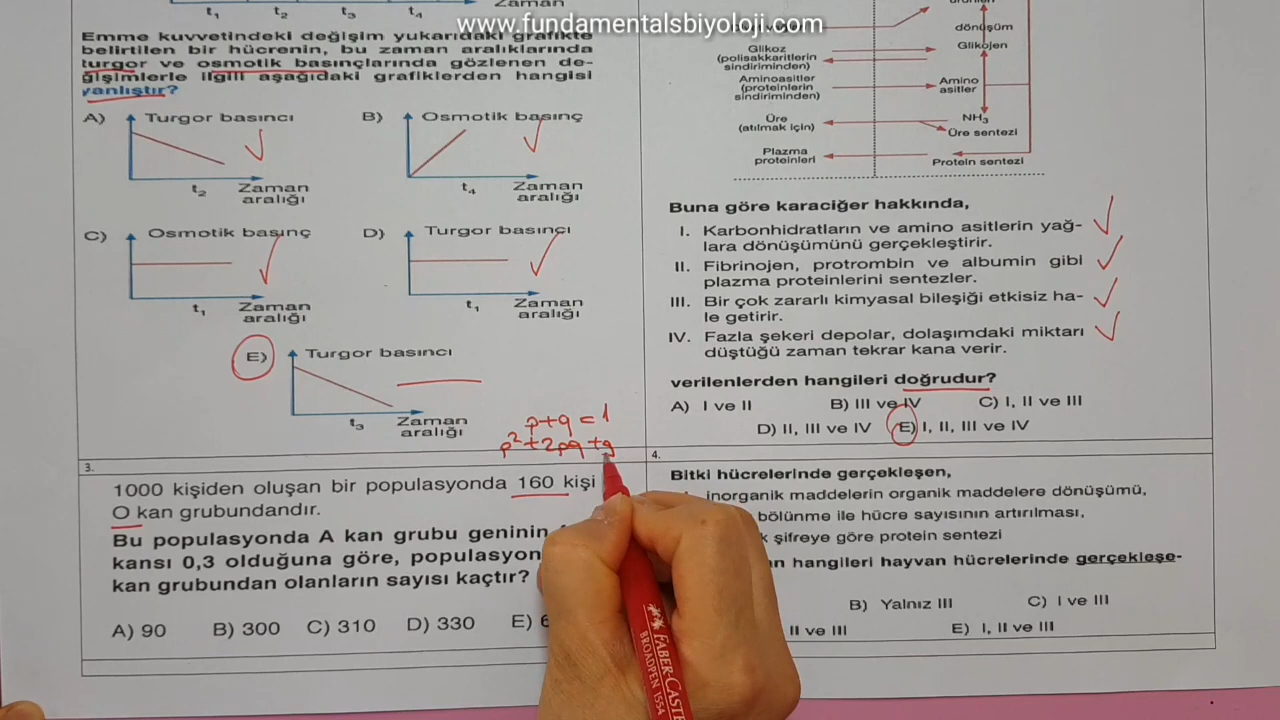 Zaman
t₁ t₂ t₃ t₄
www.fundamentalsbiyoloji.com
Emme kuvvetindeki değişim yukarıdaki grafikte
belirtilen bir hücrenin, bu zaman aralıklarında
turgor ve osmotik basınçlarında gözlenen de-
ğişimlerle ilgili aşağıdaki grafiklerden hangisi
yanlıştır?
A) Turgor basıncı
t₂ Zaman
aralığı
B) Osmotik basınç
t₄ Zaman
aralığı
C) Osmotik basınç
t₁ Zaman
aralığı
D) Turgor basıncı
t₁ Zaman
aralığı
E) Turgor basıncı
t₃ Zaman
aralığı
p+q=1
p²+2pq+q
3.
1000 kişiden oluşan bir populasyonda 160 kişi
O kan grubundandır.
Bu populasyonda A kan grubu geninin
kansı 0,3 olduğuna göre, populasyon
kan grubundan olanların sayısı kaçtır?
A) 90 B) 300 C) 310 D) 330 E) 6
dönüşüm
Glikoz
(polisakkaritlerin
sindiriminden)
Glikojen
Aminoasitler
(proteinlerin
sindiriminden)
Amino
asitler
NH₃
Üre
(atılmak için)
Üre sentezi
Plazma
proteinleri
Protein sentezi
Buna göre karaciğer hakkında,
I. Karbonhidratların ve amino asitlerin yağ-
lara dönüşümünü gerçekleştirir.
II. Fibrinojen, protrombin ve albumin gibi
plazma proteinlerini sentezler.
III. Bir çok zararlı kimyasal bileşiği etkisiz ha-
le getirir.
IV. Fazla şekeri depolar, dolaşımdaki miktarı
düştüğü zaman tekrar kana verir.
verilenlerden hangileri doğrudur?
A) I ve II B) III ve IV C) I, II ve III
D) II, III ve IV E) I, II, III ve IV
4.
Bitki hücrelerinde gerçekleşen,
inorganik maddelerin organik maddelere dönüşümü,
bölünme ile hücre sayısının artırılması,
şifreye göre protein sentezi
hangileri hayvan hücrelerinde gerçekleşe-
B) Yalnız III C) I ve III
II ve III E) I, II ve III
FABER-CASTE
BROADPEN 1554